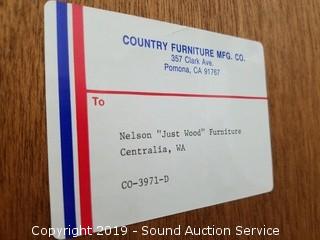 COUNTRY FURNITURE MFG. CO.
357 Clark Ave.
Pomona, CA 91767
To
Nelson "Just Wood" Furniture
Centralia, WA
CO-3971-D
Copyright 2019 - Sound Auction Service